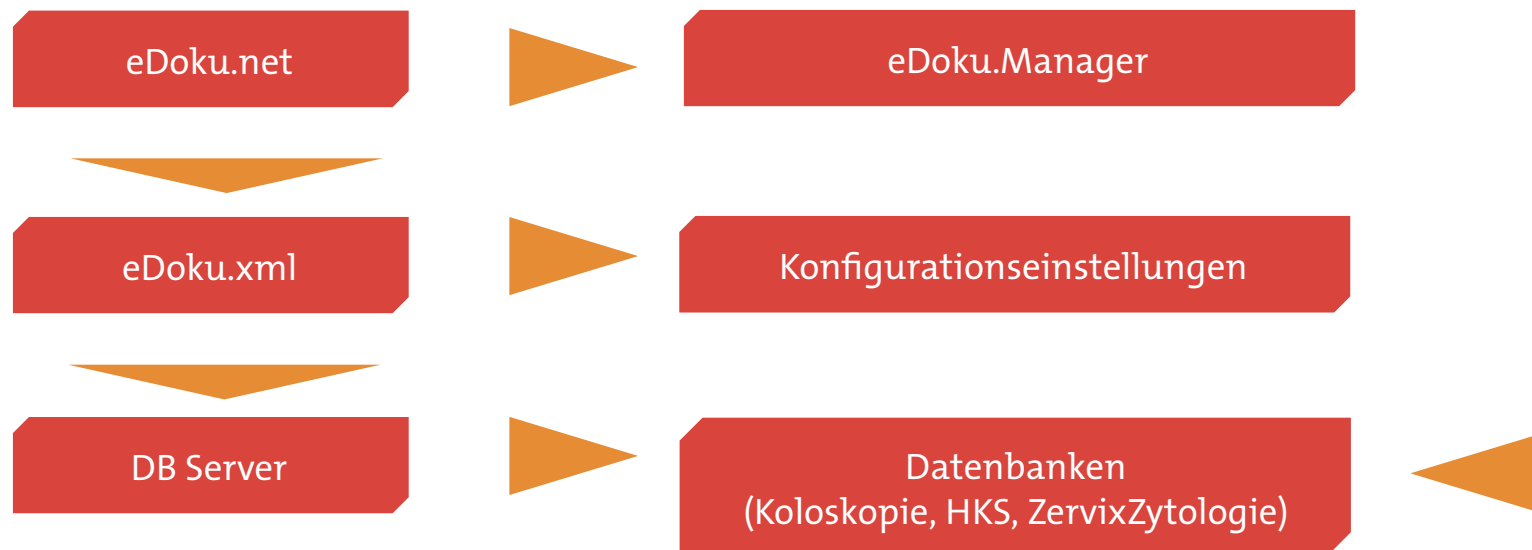 eDoku.net
eDoku.Manager
eDoku.xml
Konfigurationseinstellungen
DB Server
Datenbanken
(Koloskopie, HKS, ZervixZytologie)